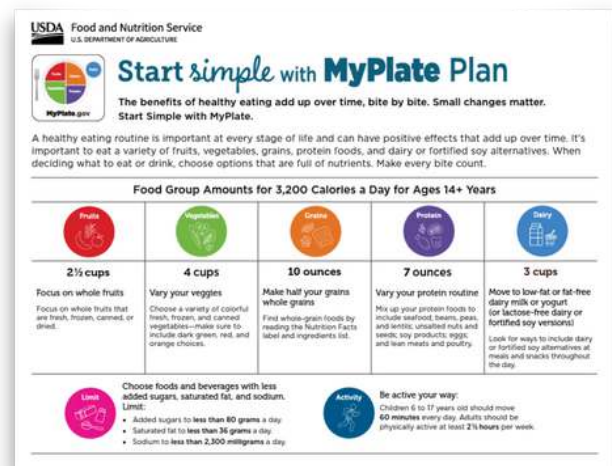 USDA Food and Nutrition Service
U.S. DEPARTMENT OF AGRICULTURE
Fruits
Grains
Vegetables
Protein
Dairy
MyPlate.gov
Start simple with MyPlate Plan
The benefits of healthy eating add up over time, bite by bite. Small changes matter.
Start Simple with MyPlate.
A healthy eating routine is important at every stage of life and can have positive effects that add up over time. It's
important to eat a variety of fruits, vegetables, grains, protein foods, and dairy or fortified soy alternatives. When
deciding what to eat or drink, choose options that are full of nutrients. Make every bite count.
Food Group Amounts for 3,200 Calories a Day for Ages 14+ Years
Fruits
2½ cups
Focus on whole fruits
Focus on whole fruits that
are fresh, frozen, canned, or
dried.
Vegetables
4 cups
Vary your veggies
Choose a variety of colorful
fresh, frozen, and canned
vegetables—make sure to
include dark green, red, and
orange choices.
Grains
10 ounces
Make half your grains
whole grains
Find whole-grain foods by
reading the Nutrition Facts
label and ingredients list.
Protein
7 ounces
Vary your protein routine
Mix up your protein foods to
include seafood; beans, peas,
and lentils; unsalted nuts and
seeds; soy products; eggs;
and lean meats and poultry.
Dairy
3 cups
Move to low-fat or fat-free
dairy milk or yogurt
(or lactose-free dairy or
fortified soy versions)
Look for ways to include dairy
or fortified soy alternatives at
meals and snacks throughout
the day.
Limit
Choose foods and beverages with less
added sugars, saturated fat, and sodium.
Limit:
• Added sugars to less than 80 grams a day.
• Saturated fat to less than 36 grams a day.
• Sodium to less than 2,300 milligrams a day.
Activity
Be active your way:
Children 6 to 17 years old should move
60 minutes every day. Adults should be
physically active at least 2½ hours per week.